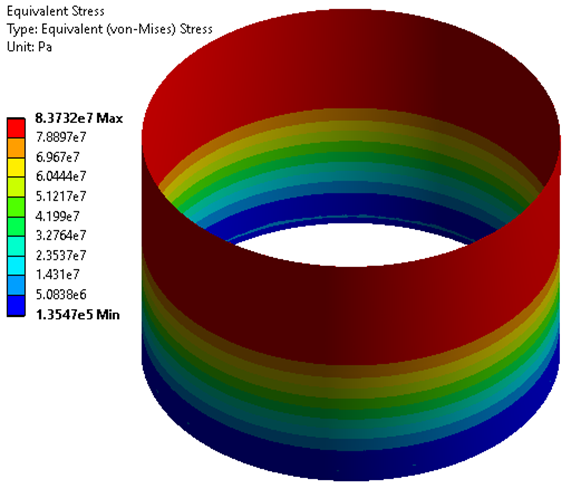 Equivalent Stress
Type: Equivalent (von-Mises) Stress
Unit: Pa
8.3732e7 Max
7.8897e7
6.967e7
6.0444e7
5.1217e7
4.199e7
3.2764e7
2.3537e7
1.431e7
5.0838e6
1.3547e5 Min